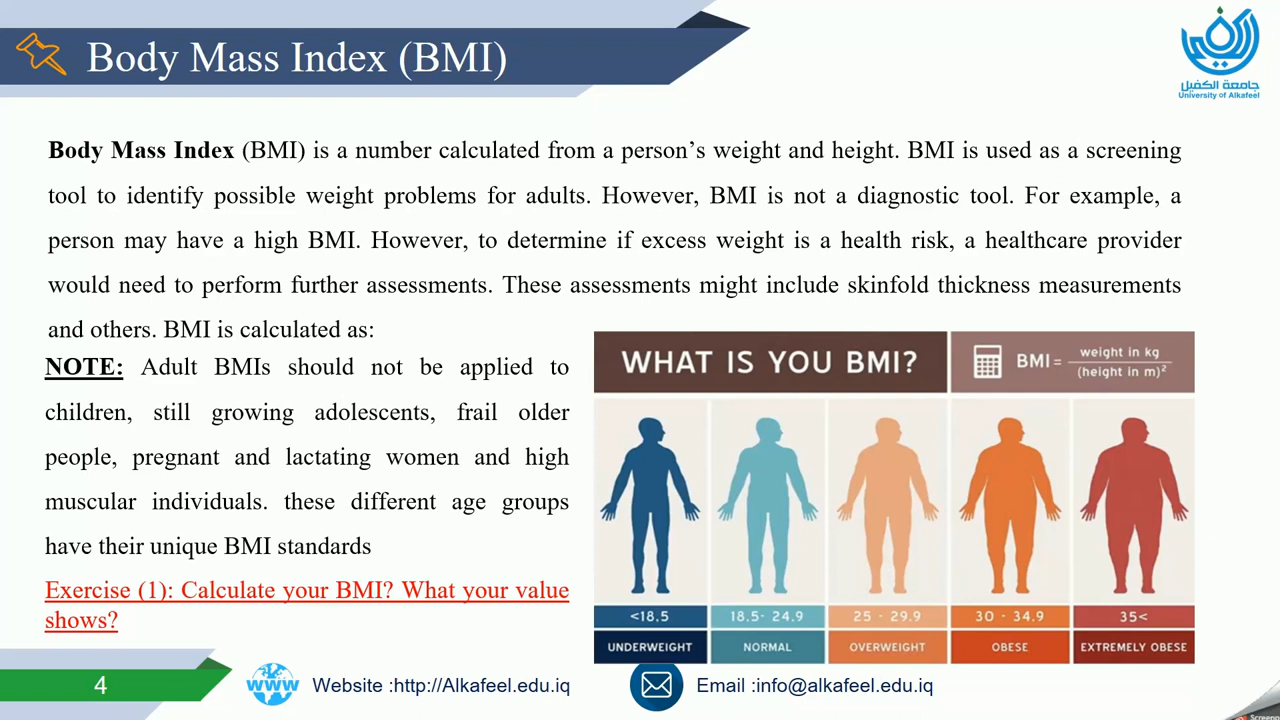 Body Mass Index (BMI)
جامعة الكفيل
University of Alkafeel
Body Mass Index (BMI) is a number calculated from a person’s weight and height. BMI is used as a screening
tool to identify possible weight problems for adults. However, BMI is not a diagnostic tool. For example, a
person may have a high BMI. However, to determine if excess weight is a health risk, a healthcare provider
would need to perform further assessments. These assessments might include skinfold thickness measurements
and others. BMI is calculated as:
NOTE: Adult BMIs should not be applied to
children, still growing adolescents, frail older
people, pregnant and lactating women and high
muscular individuals. these different age groups
have their unique BMI standards
Exercise (1): Calculate your BMI? What your value
shows?
WHAT IS YOU BMI?
BMI = weight in kg
(height in m)²
<18.5
18.5- 24.9
25 - 29.9
30 - 34.9
35<
UNDERWEIGHT
NORMAL
OVERWEIGHT
OBESE
EXTREMELY OBESE
4
WWW
Website :http://Alkafeel.edu.iq
Email :info@alkafeel.edu.iq